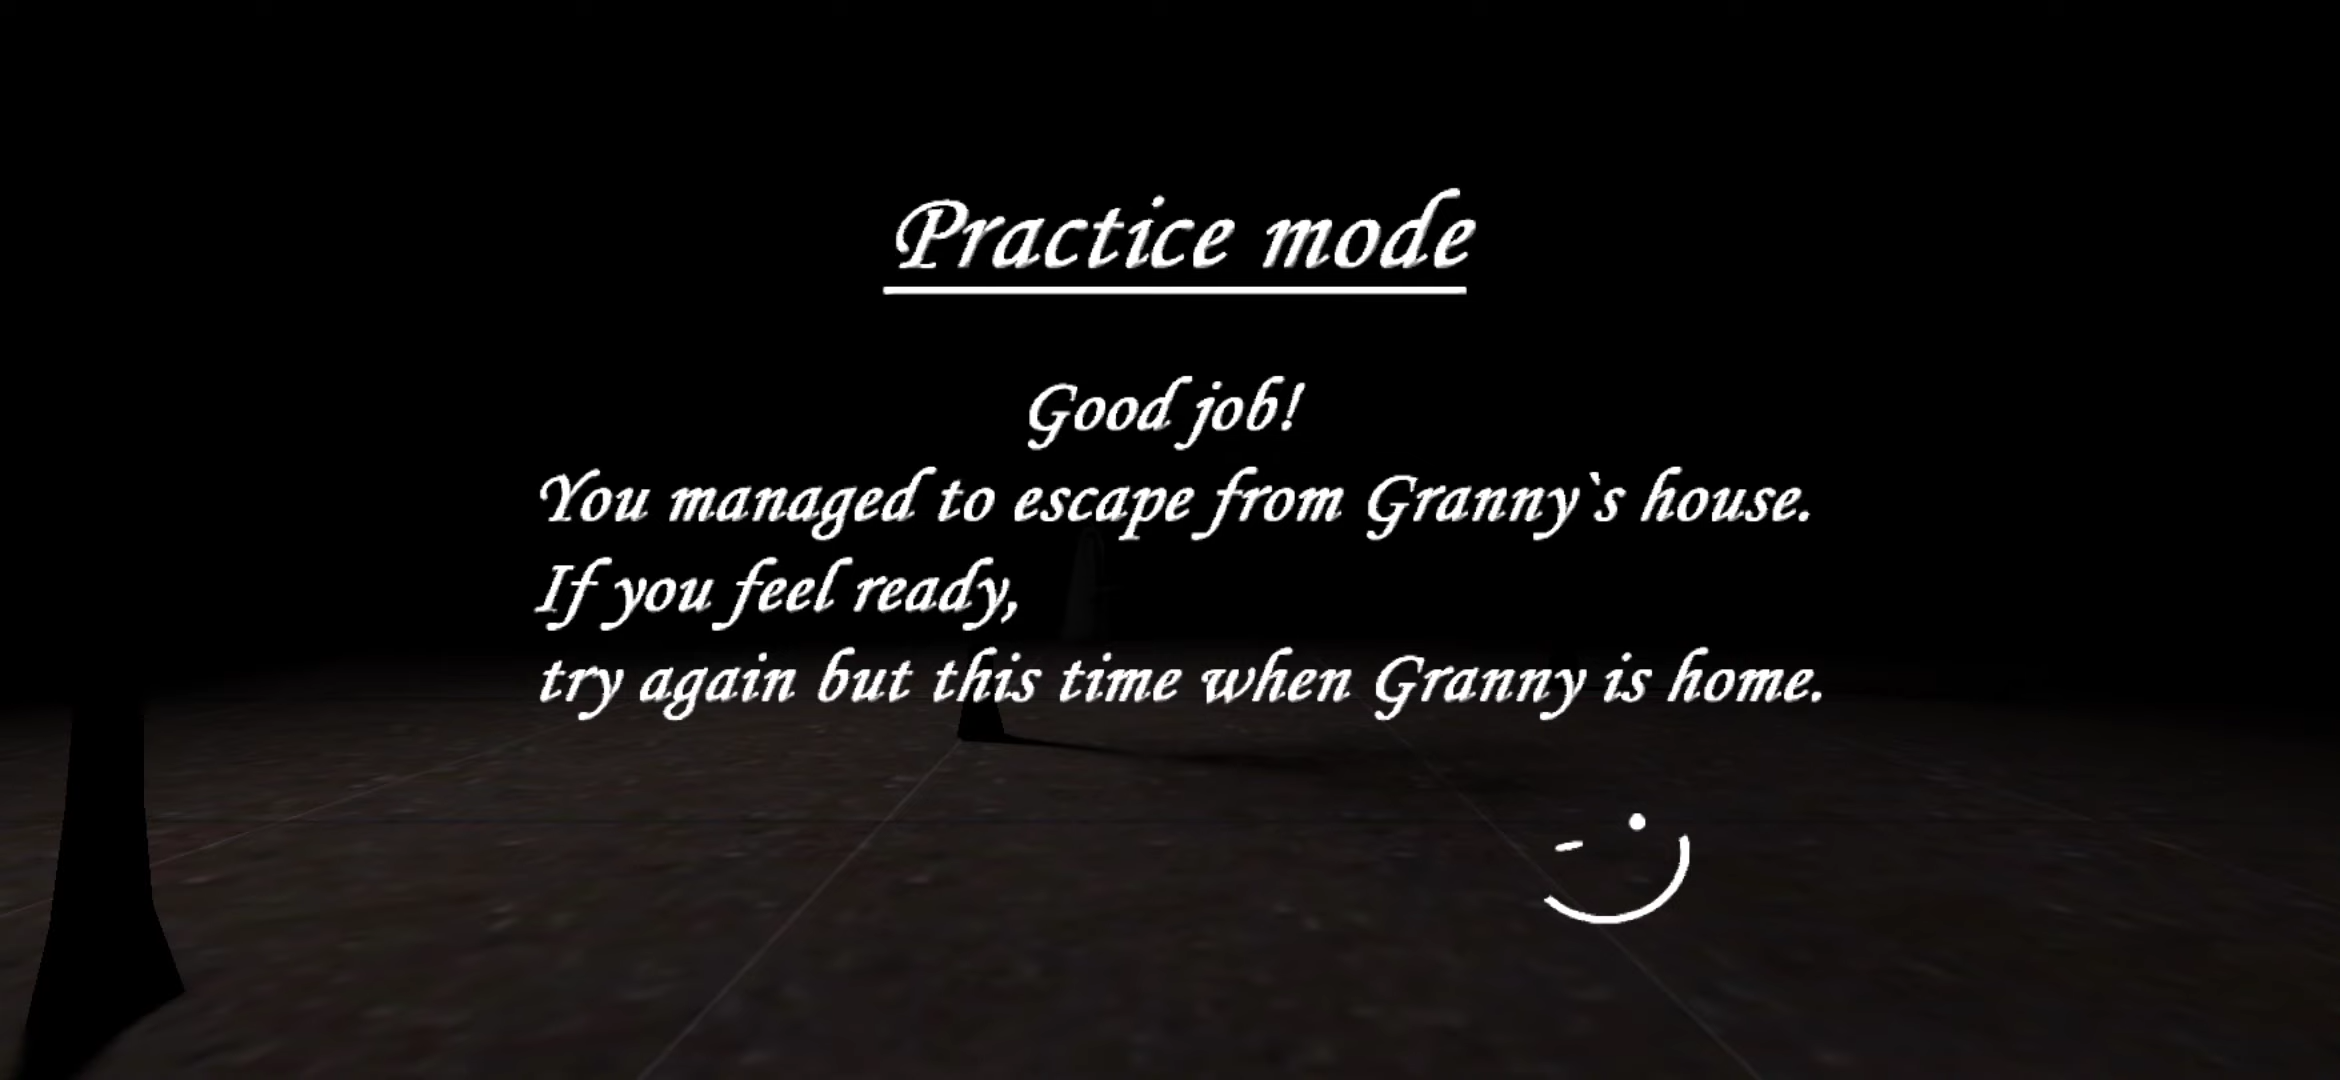 Practice mode
Good job!
You managed to escape from Granny`s house.
If you feel ready,
try again but this time when Granny is home.